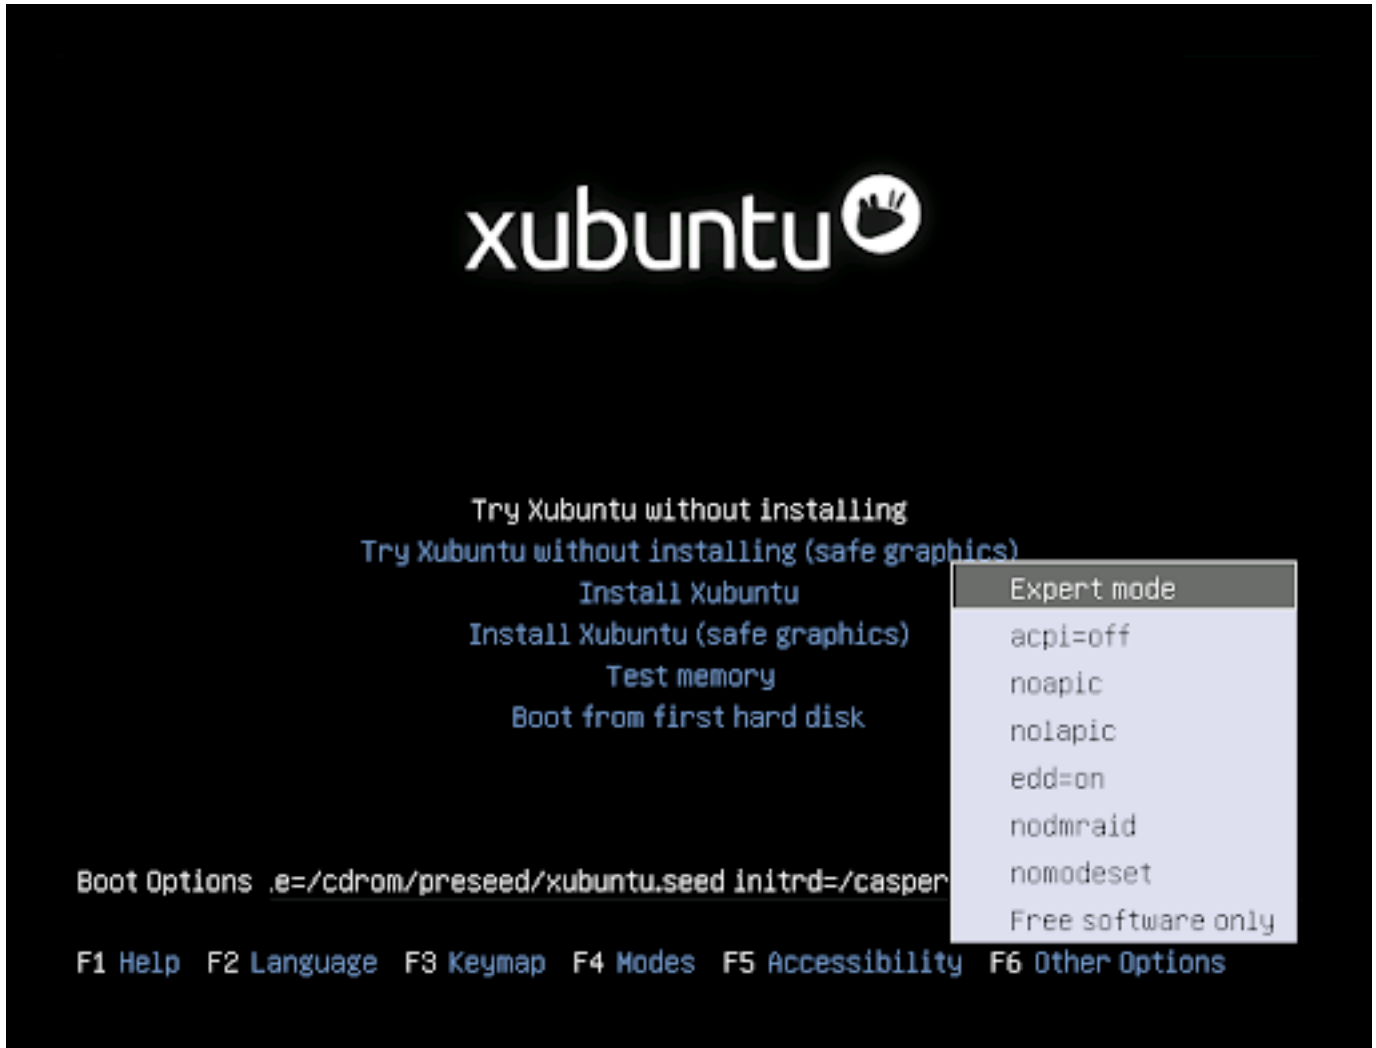 xubuntu
Try Xubuntu without installing
Try Xubuntu without installing (safe graphics)
Install Xubuntu
Install Xubuntu (safe graphics)
Test memory
Boot from first hard disk
Expert mode
acpi=off
noapic
nolapic
edd=on
nodmraid
nomodeset
Free software only
Boot Options .e=/cdrom/preseed/xubuntu.seed initrd=/casper
F1 Help F2 Language F3 Keymap F4 Modes F5 Accessibility F6 Other Options